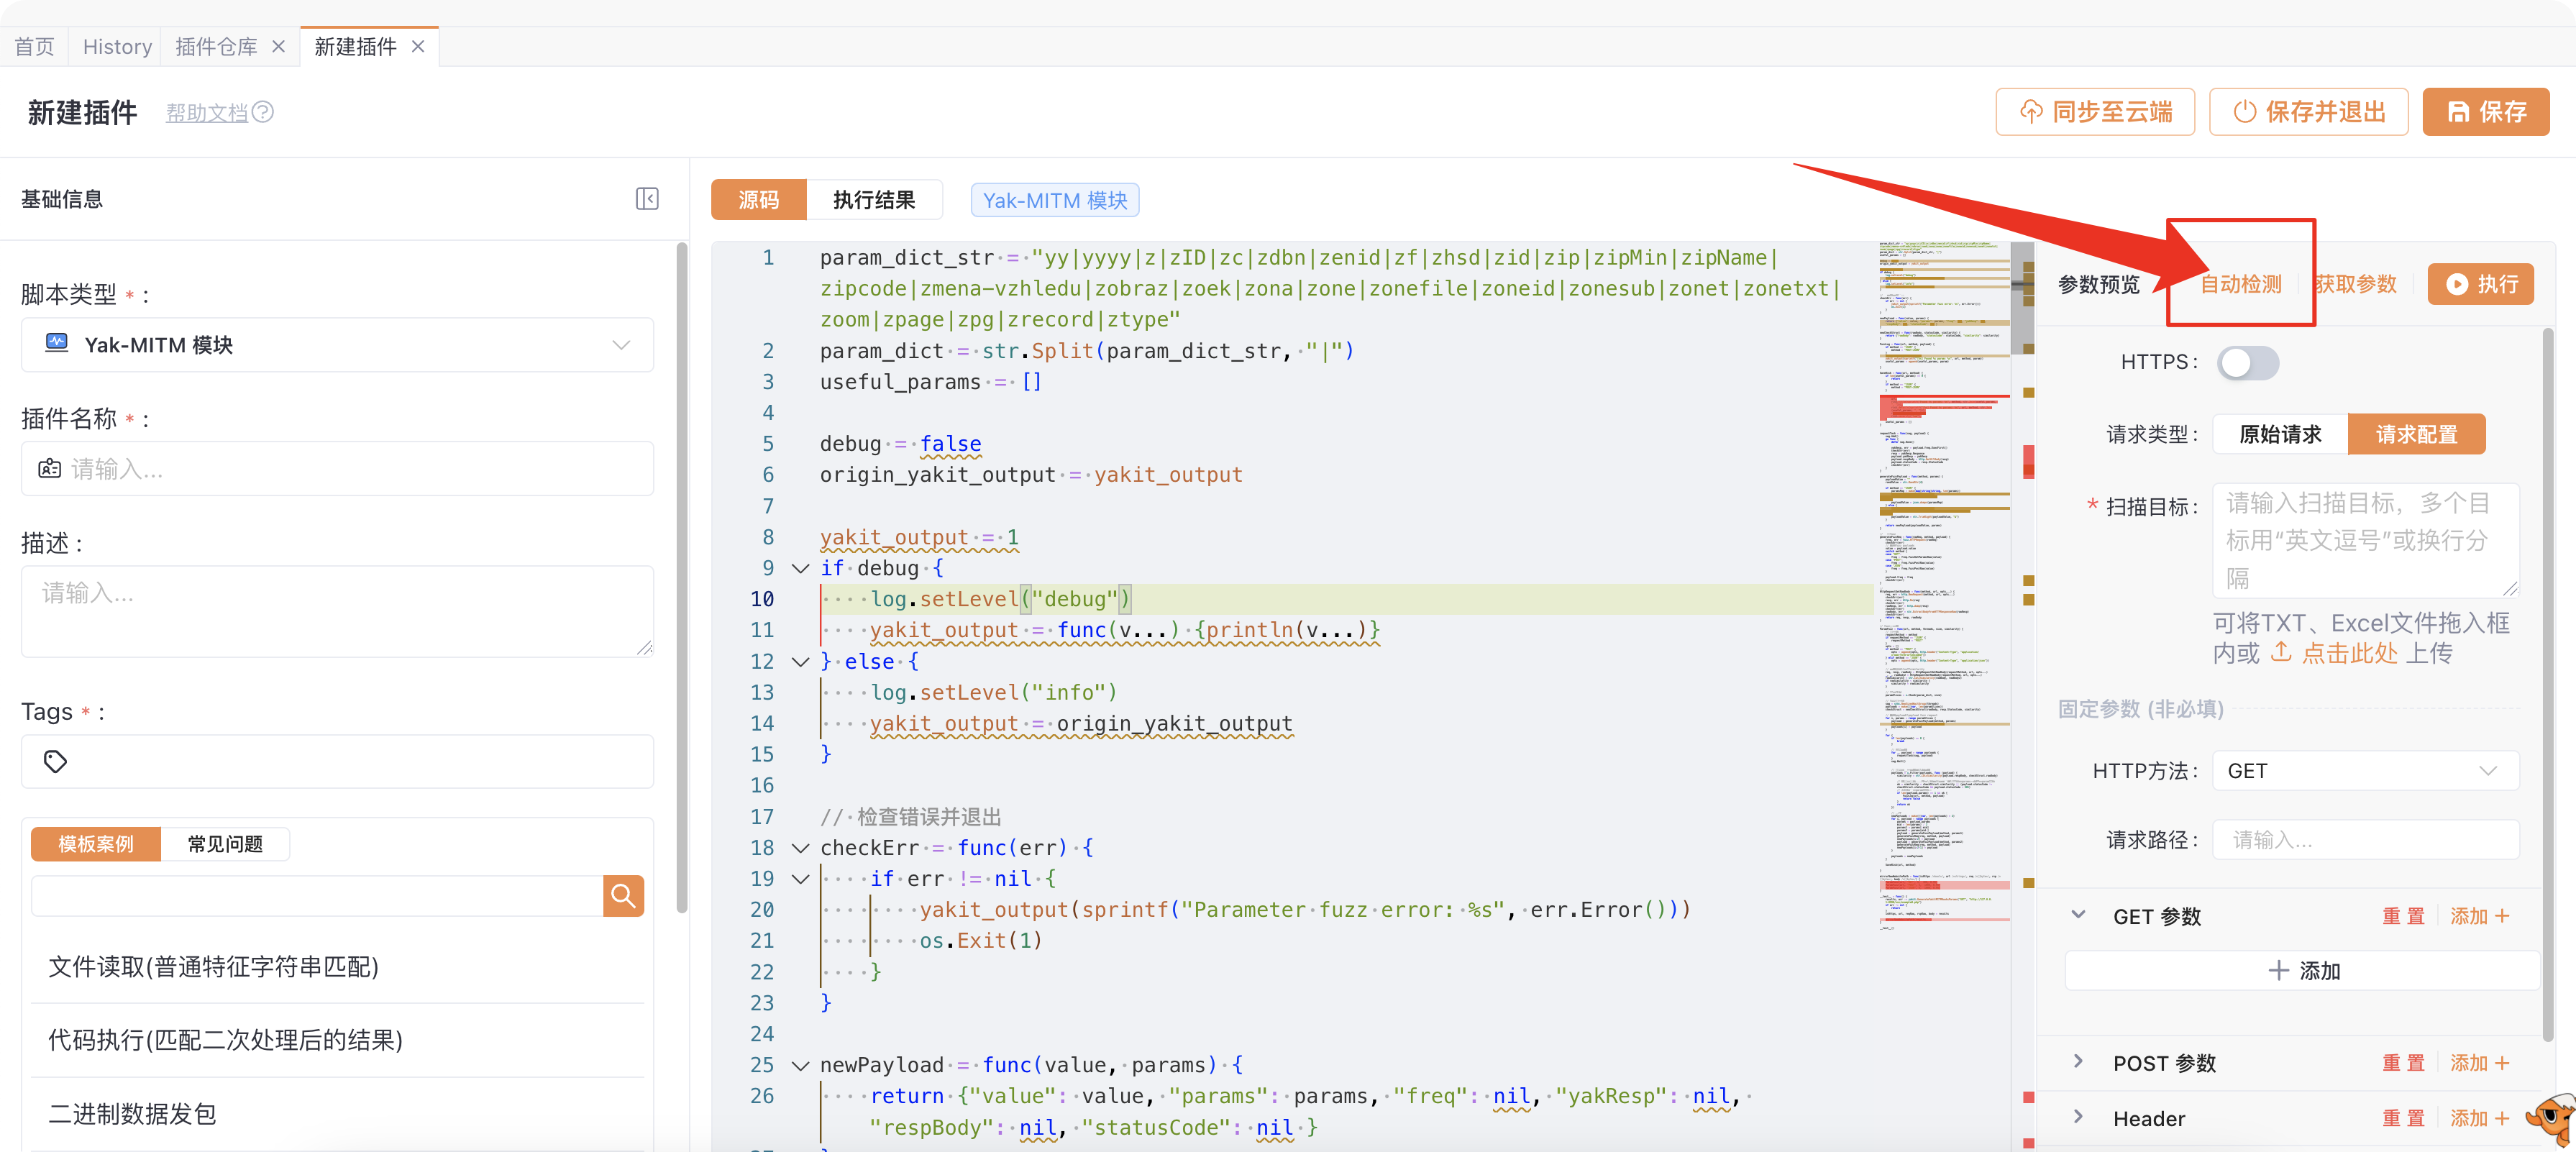 首页
History
插件仓库
新建插件
新建插件
帮助文档
同步至云端
保存并退出
保存
基础信息
脚本类型 * :
Yak-MITM 模块
插件名称 * :
请输入...
描述 :
请输入...
Tags * :
模板案例
常见问题
文件读取(普通特征字符串匹配)
代码执行(匹配二次处理后的结果)
二进制数据发包
源码
执行结果
Yak-MITM 模块
1 param_dict_str = "yy|yyyy|z|zID|zc|zdbn|zenid|zf|zhsd|zid|zip|zipMin|zipName|
zipcode|zmena-vzhledu|zobraz|zoek|zona|zone|zonefile|zoneid|zonesub|zonet|zonetxt|
zoom|zpage|zpg|zrecord|ztype"
2 param_dict = str.Split(param_dict_str, "|")
3 useful_params = []
4
5 debug = false
6 origin_yakit_output = yakit_output
7
8 yakit_output = 1
9 if debug {
10     log.setLevel("debug")
11     yakit_output = func(v...) {println(v...)}
12 } else {
13     log.setLevel("info")
14     yakit_output = origin_yakit_output
15 }
16
17 // 检查错误并退出
18 checkErr = func(err) {
19     if err != nil {
20         yakit_output(sprintf("Parameter fuzz error: %s", err.Error()))
21         os.Exit(1)
22     }
23 }
24
25 newPayload = func(value, params) {
26     return {"value": value, "params": params, "freq": nil, "yakResp": nil,
"respBody": nil, "statusCode": nil }
参数预览
自动检测
获取参数
执行
HTTPS :
请求类型 :
原始请求
请求配置
* 扫描目标 :
请输入扫描目标，多个目
标用“英文逗号”或换行分
隔
可将TXT、Excel文件拖入框
内或 点击此处 上传
固定参数 (非必填)
HTTP方法 :
GET
请求路径 :
请输入...
GET 参数
重 置
添加 +
+ 添加
POST 参数
重 置
添加 +
Header
重 置
添加 +